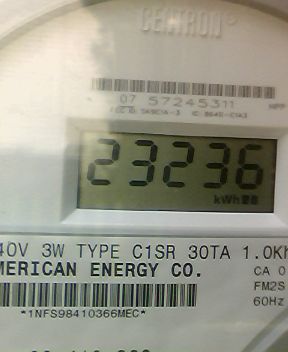 CENTRON
07 57245311
23236
kWh
40V 3W TYPE C1SR 30TA 1.0Kh
MERICAN ENERGY CO.
CA 0
FM2S
60Hz
*1NFS98410366MEC*